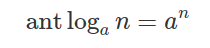 ant log_a n = a^n